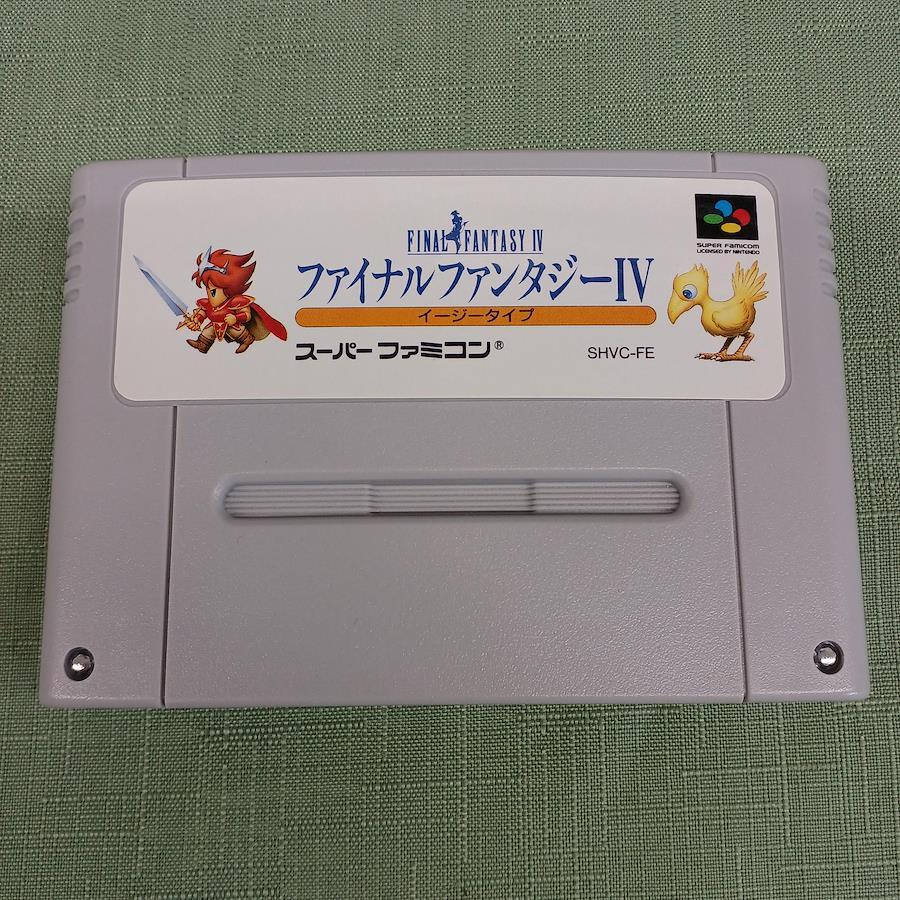 FINAL FANTASY IV
ファイナルファンタジーIV
イージータイプ
スーパーファミコン®
SHVC-FE
SUPER FAMICOM
LICENSED BY NINTENDO